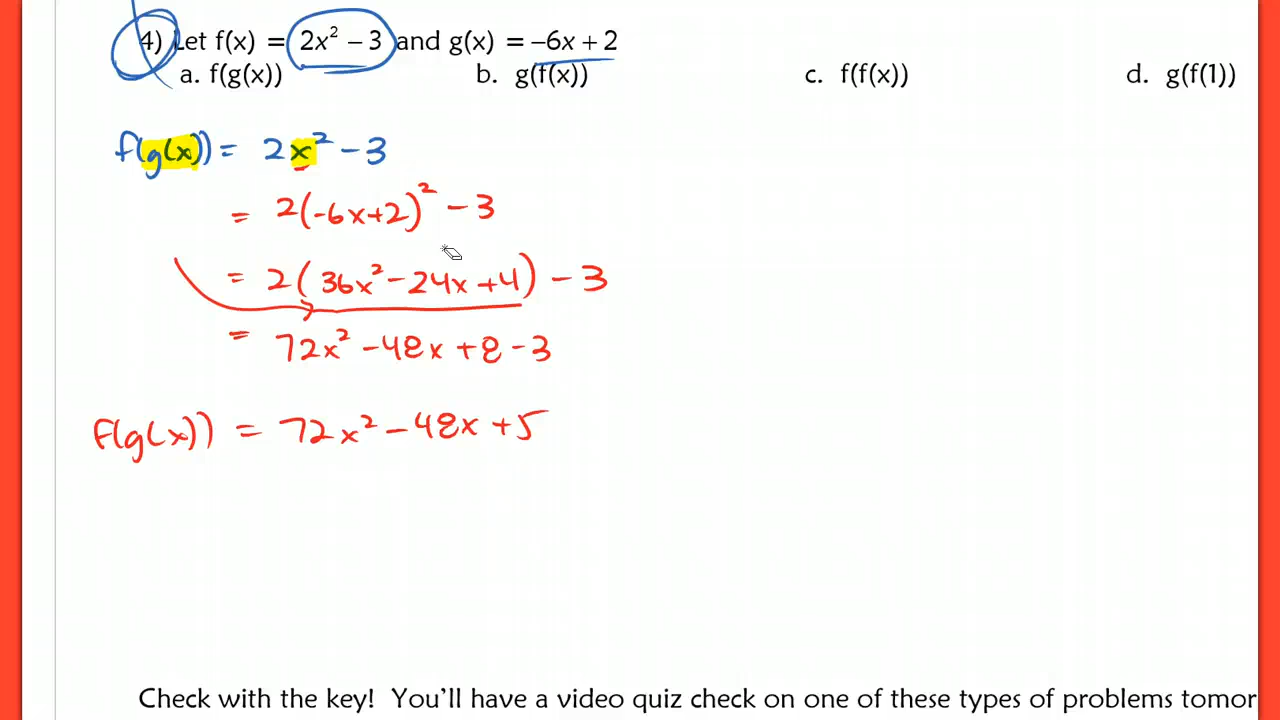 4) Let f(x) = 2x² – 3 and g(x) = –6x + 2
a. f(g(x)) b. g(f(x)) c. f(f(x)) d. g(f(1))
f(g(x)) = 2x² – 3
= 2(-6x+2)² – 3
= 2(36x² – 24x + 4) – 3
= 72x² – 48x + 8 – 3
f(g(x)) = 72x² – 48x + 5
Check with the key! You'll have a video quiz check on one of these types of problems tomor